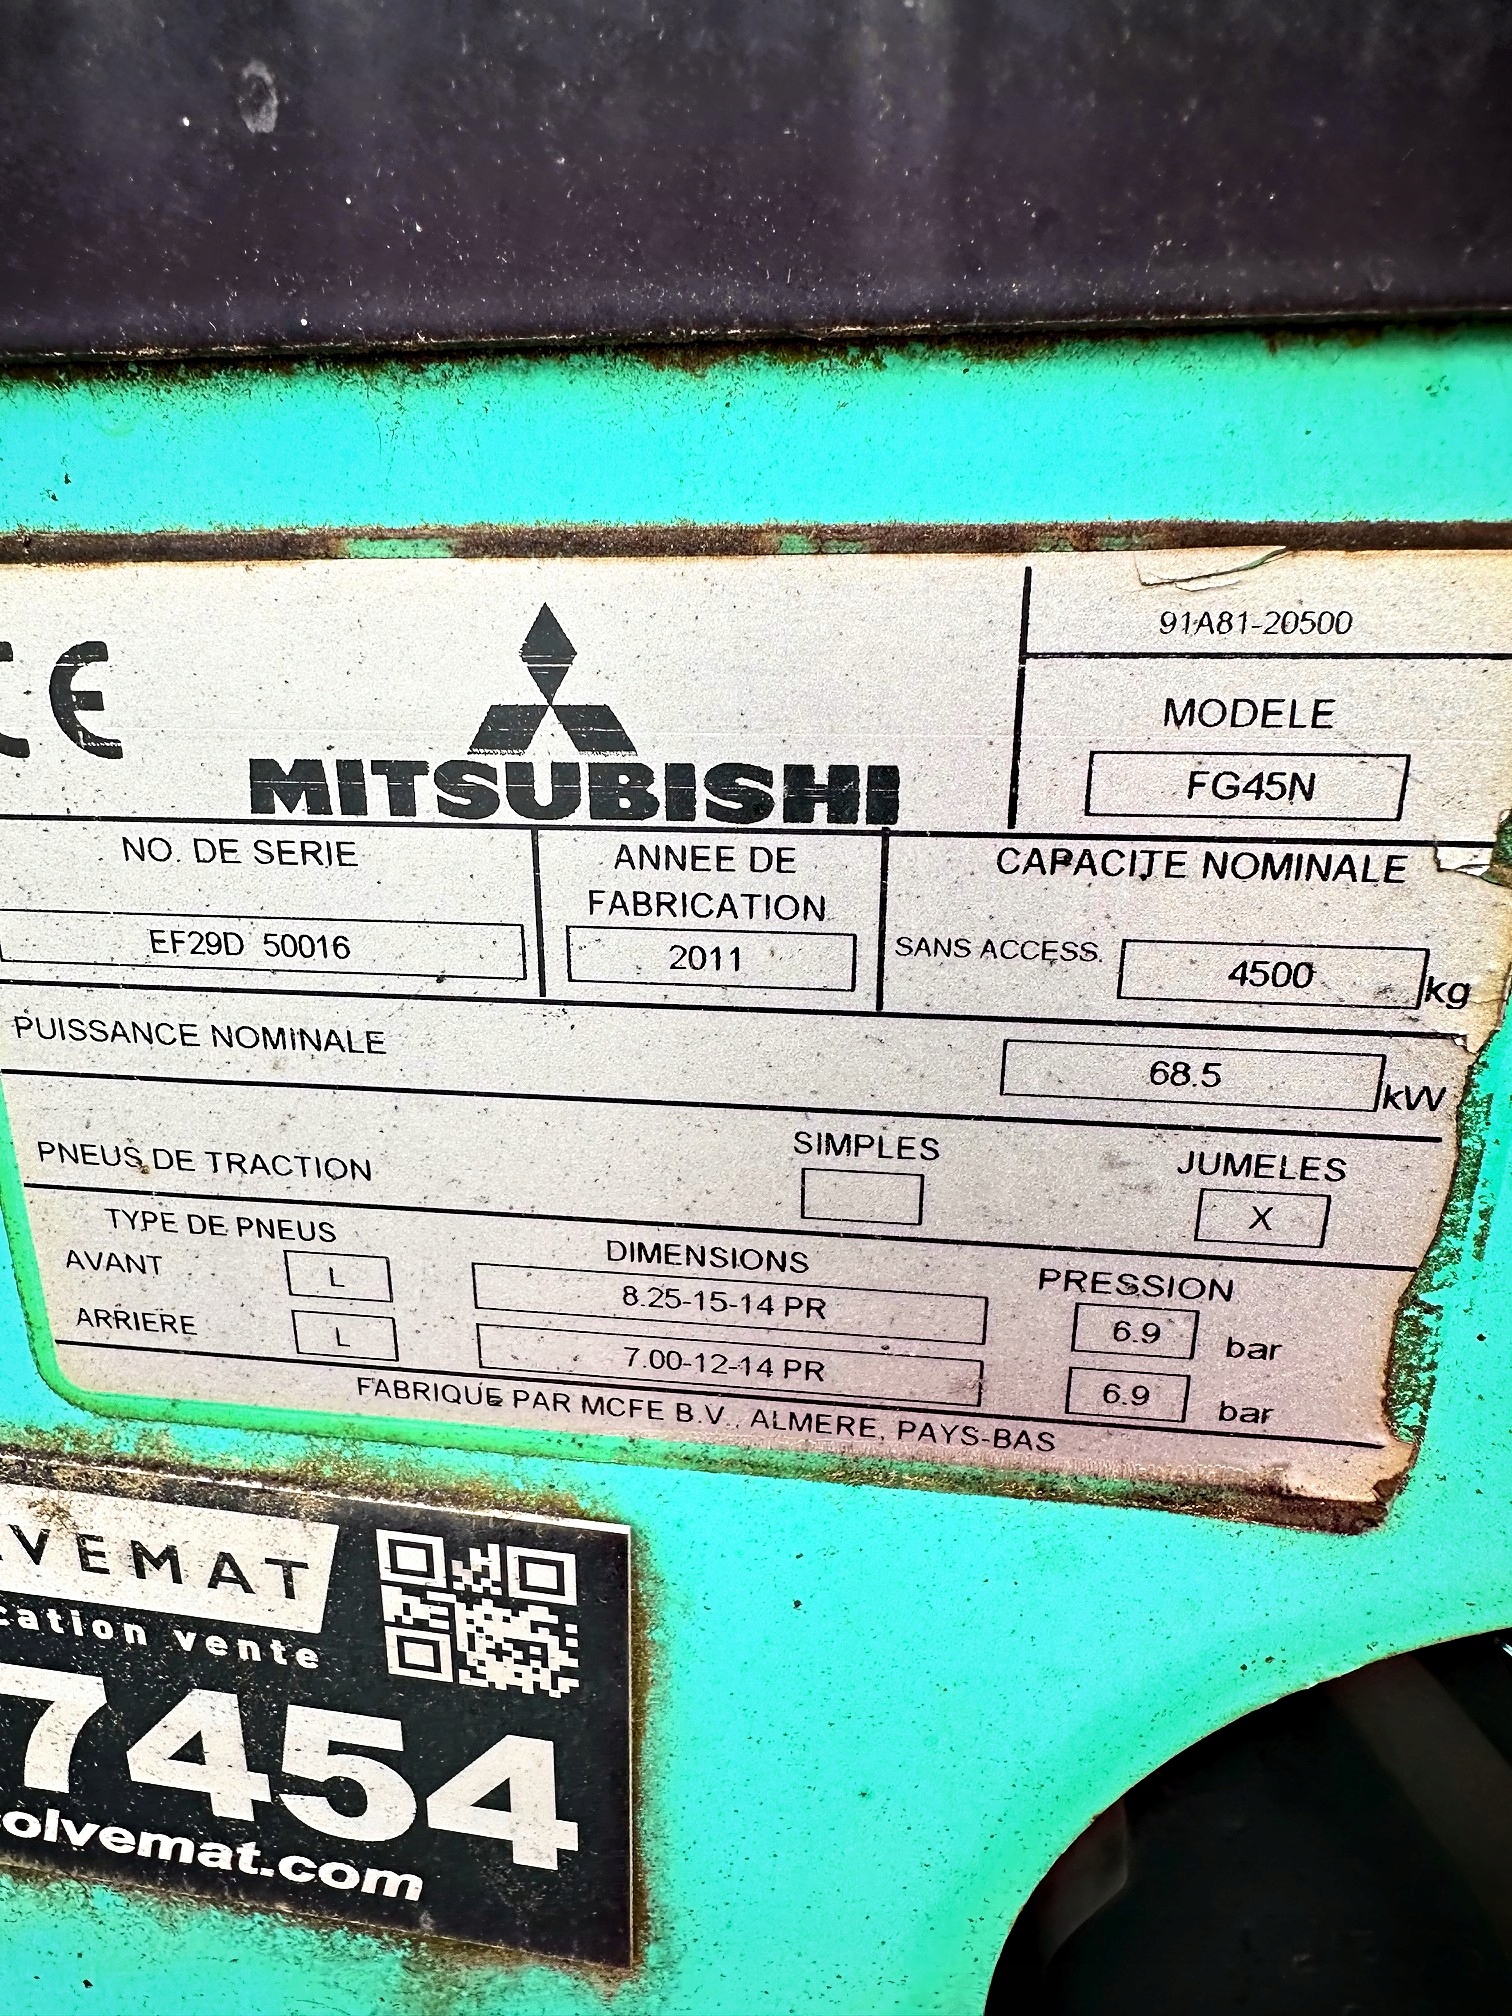 CE
MITSUBISHI
91A81-20500
MODELE
FG45N
NO. DE SERIE
EF29D 50016
ANNEE DE
FABRICATION
2011
CAPACITE NOMINALE
SANS ACCESS. 4500 kg
PUISSANCE NOMINALE 68.5 kW
PNEUS DE TRACTION SIMPLES JUMELES X
TYPE DE PNEUS DIMENSIONS PRESSION
AVANT L 8.25-15-14 PR 6.9 bar
ARRIERE L 7.00-12-14 PR 6.9 bar
FABRIQUE PAR MCFE B.V., ALMERE, PAYS-BAS
VEMAT
cation vente
7454
olvemat.com